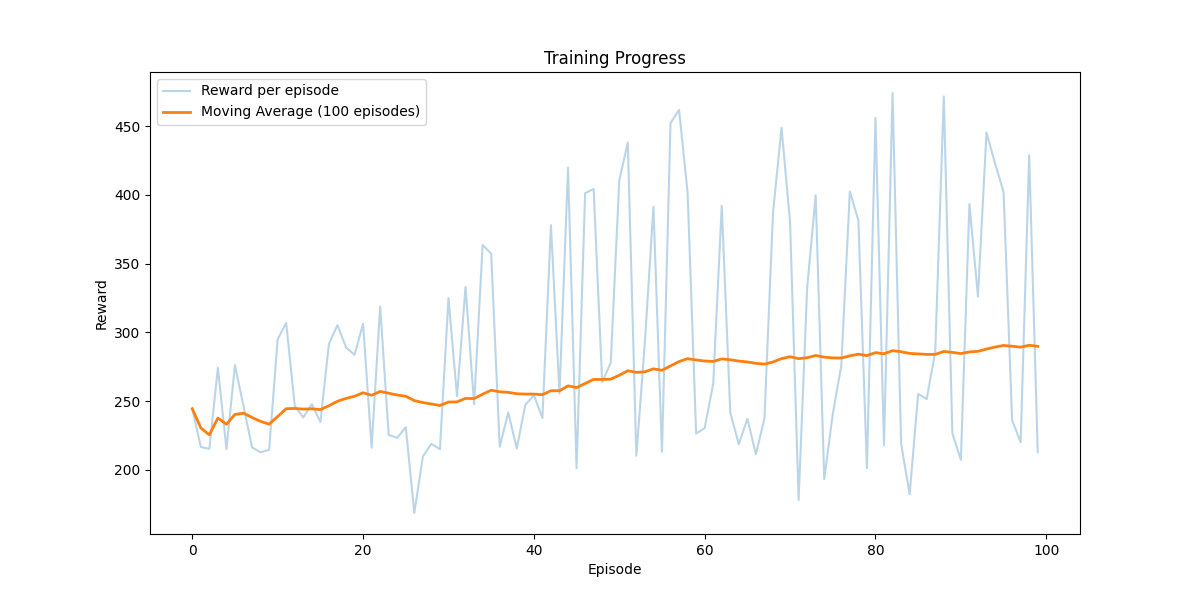 Training Progress
Reward per episode
Moving Average (100 episodes)
450
400
350
300
250
200
Reward
0 20 40 60 80 100
Episode